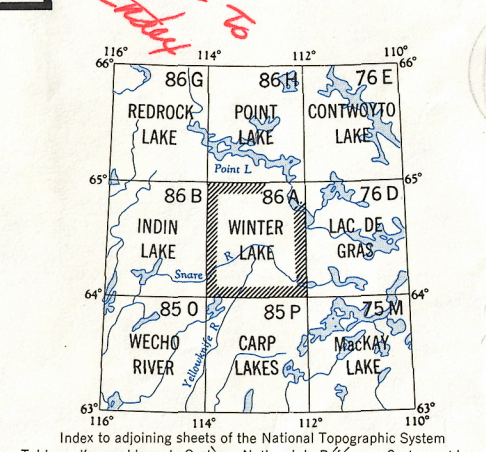 To
116° 114° 112° 110°
66° 66°
86 G 86 H 76 E
REDROCK LAKE
POINT LAKE
CONTWOYTO LAKE
Point L
65° 65°
86 B 86 A 76 D
INDIN LAKE
WINTER LAKE
LAC DE GRAS
Snare R
64° 64°
85 O 85 P 75 M
WECHO RIVER
Yellowknife R
CARP LAKES
MacKAY LAKE
63° 63°
116° 114° 112° 110°
Index to adjoining sheets of the National Topographic System